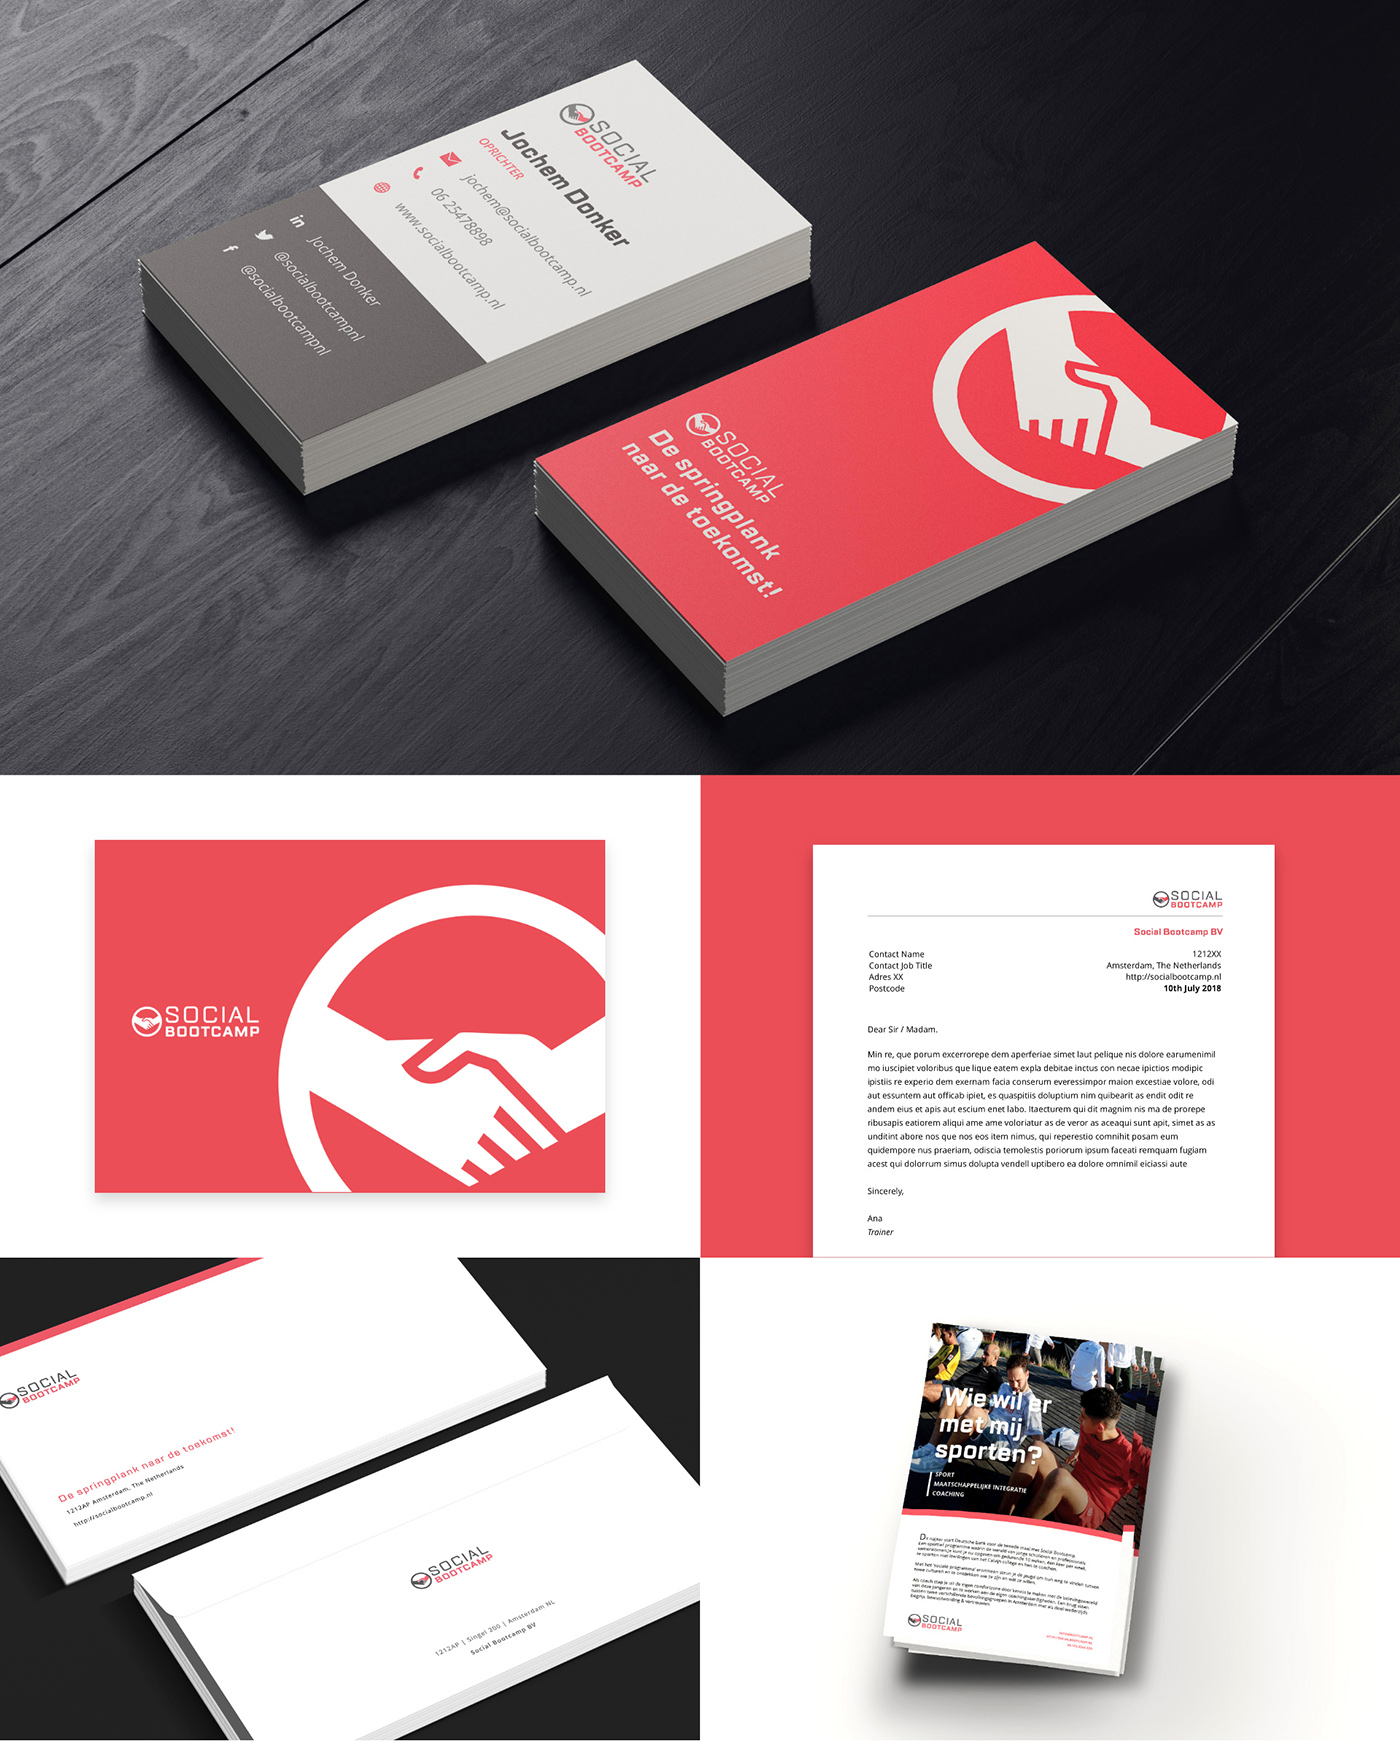 SOCIAL
BOOTCAMP
Jochem Donker
OPRICHTER
jochem@socialbootcamp.nl
06 25478898
www.socialbootcamp.nl
in Jochem Donker
@socialbootcampnl
@socialbootcampnl
SOCIAL
BOOTCAMP
De springplank
naar de toekomst!
SOCIAL
BOOTCAMP
SOCIAL
BOOTCAMP
Social Bootcamp BV
Contact Name
Contact Job Title
Adres XX
Postcode
1212XX
Amsterdam, The Netherlands
http://socialbootcamp.nl
10th July 2018
Dear Sir / Madam.
Min re, que porum excerrorepe dem aperferiae simet laut pelique nis dolore earumenimil
mo iuscipiet voloribus que lique eatem expla debitae inctus con necae ipictios modipic
ipistiis re experio dem exernam facia conserum everessimpor maion excestiae volore, odi
aut essuntem aut officab ipiet, es quaspitiis doluptium nim quibearit as endit odit re
andem eius et apis aut escium enet labo. Itaecturem qui dit magnim nis ma de prorepe
ribusapis eatiorem aliqui ame ame voloriatur as de veror as aceaqui sunt apit, simet as as
unditint abore nos que nos eos item nimus, qui reperestio comnihit posam eum
quidempore nus praeriam, odiscia temolestis poriorum ipsum faceati remquam fugiam
acest qui dolorrum simus dolupta vendell uptibero ea dolore omnimil eiciassi aute
Sincerely,
Ana
Trainer
SOCIAL
BOOTCAMP
De springplank naar de toekomst!
1212AP Amsterdam, The Netherlands
http://socialbootcamp.nl
SOCIAL
BOOTCAMP
1212AP | Singel 200 | Amsterdam NL
Social Bootcamp BV
Wie wil er
met mij
sporten?
SPORT
MAATSCHAPPELIJKE INTEGRATIE
COACHING
SOCIAL
BOOTCAMP